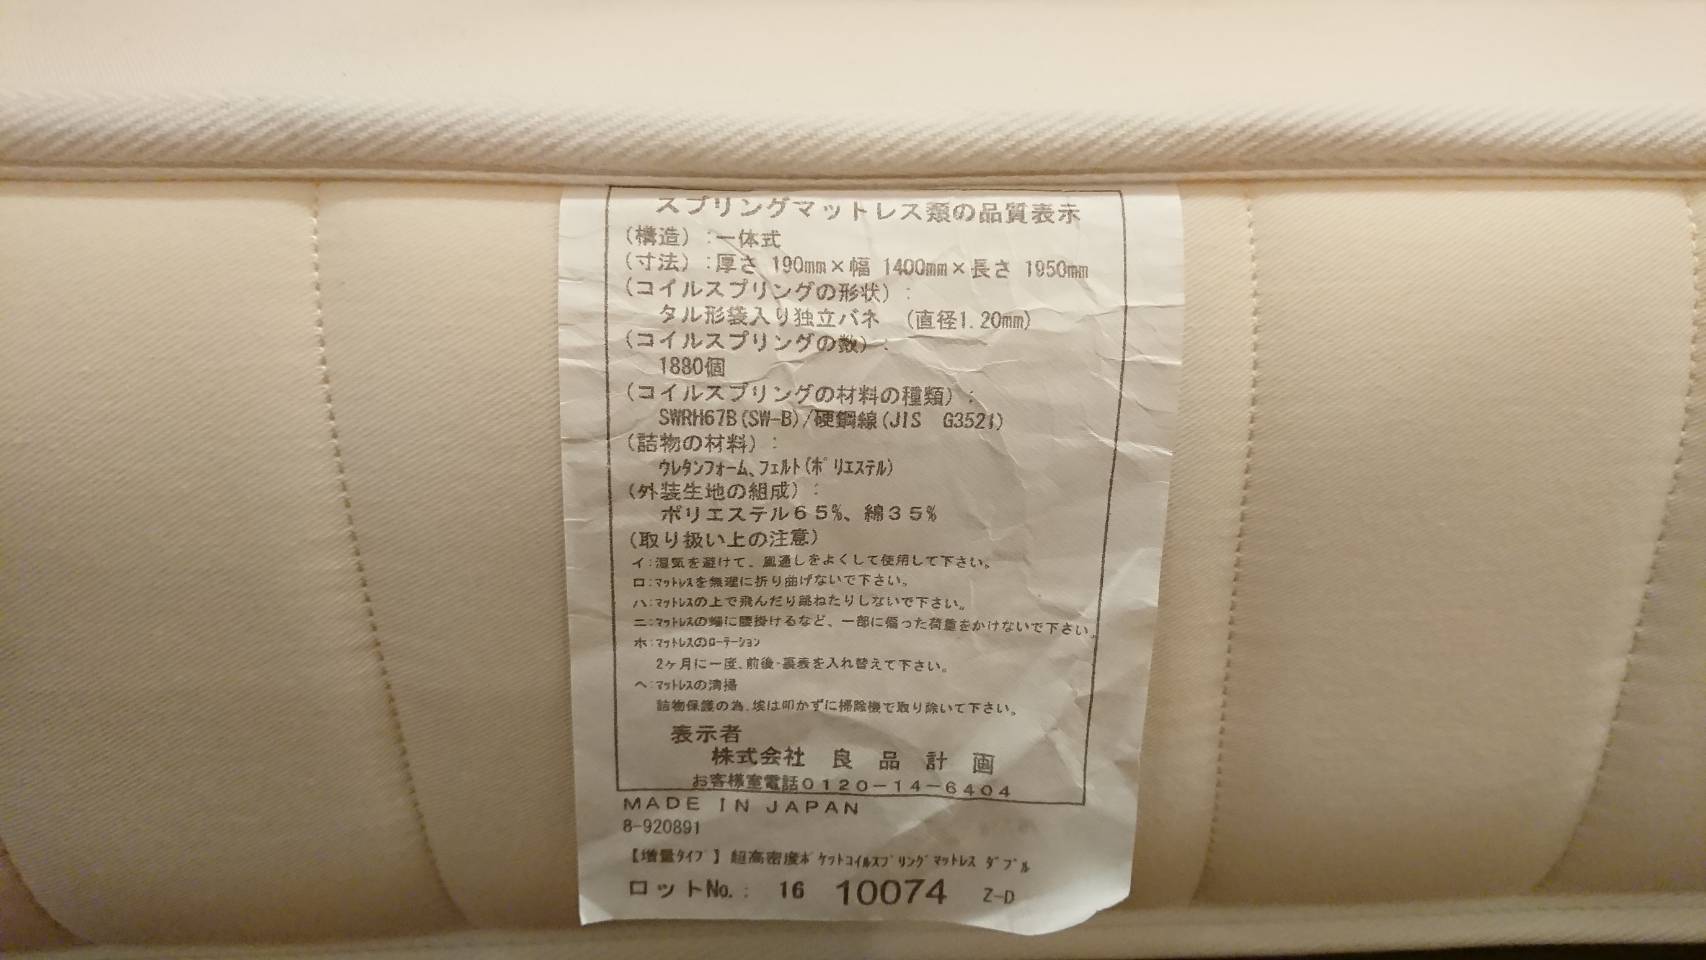 スプリングマットレス類の品質表示
(構造):一体式
(寸法):厚さ 190mm×幅 1400mm×長さ 1950mm
(コイルスプリングの形状):
タル形袋入り独立バネ (直径1.20mm)
(コイルスプリングの数):
1880個
(コイルスプリングの材料の種類):
SWRH67B(SW-B)/硬鋼線(JIS G3521)
(詰物の材料):
ウレタンフォーム、フェルト(ポリエステル)
(外装生地の組成):
ポリエステル65%、綿35%
(取り扱い上の注意)
イ:湿気を避けて、風通しをよくして使用して下さい。
ロ:マットレスを無理に折り曲げないで下さい。
ハ:マットレスの上で飛んだり跳ねたりしないで下さい。
ニ:マットレスの端に腰掛けるなど、一部に偏った荷重をかけないで下さい。
ホ:マットレスのローテーション
2ヶ月に一度、前後・裏表を入れ替えて下さい。
ヘ:マットレスの清掃
詰物保護の為、埃は叩かずに掃除機で取り除いて下さい。
表示者
株式会社 良品計画
お客様室電話0120-14-6404
MADE IN JAPAN
8-920891
【増量タイプ】超高密度ポケットコイルスプリングマットレス ダブル
ロットNo.: 16 10074 Z-D